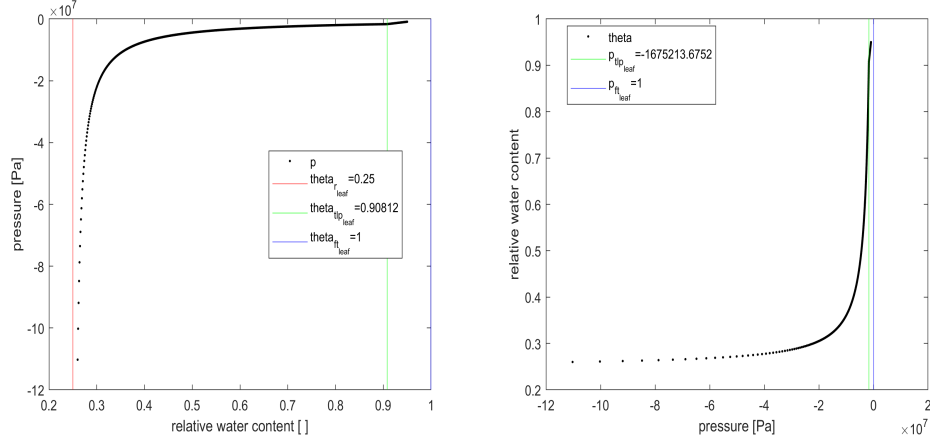 ×10^7
0
-2
-4
-6
-8
-10
-12
0.2 0.3 0.4 0.5 0.6 0.7 0.8 0.9 1
relative water content [ ]
pressure [Pa]
p
theta_r_leaf=0.25
theta_tlp_leaf=0.90812
theta_ft_leaf=1
1
0.9
0.8
0.7
0.6
0.5
0.4
0.3
0.2
-12 -10 -8 -6 -4 -2 0 2
×10^7
pressure [Pa]
relative water content
theta
p_tlp_leaf=-1675213.6752
p_ft_leaf=1